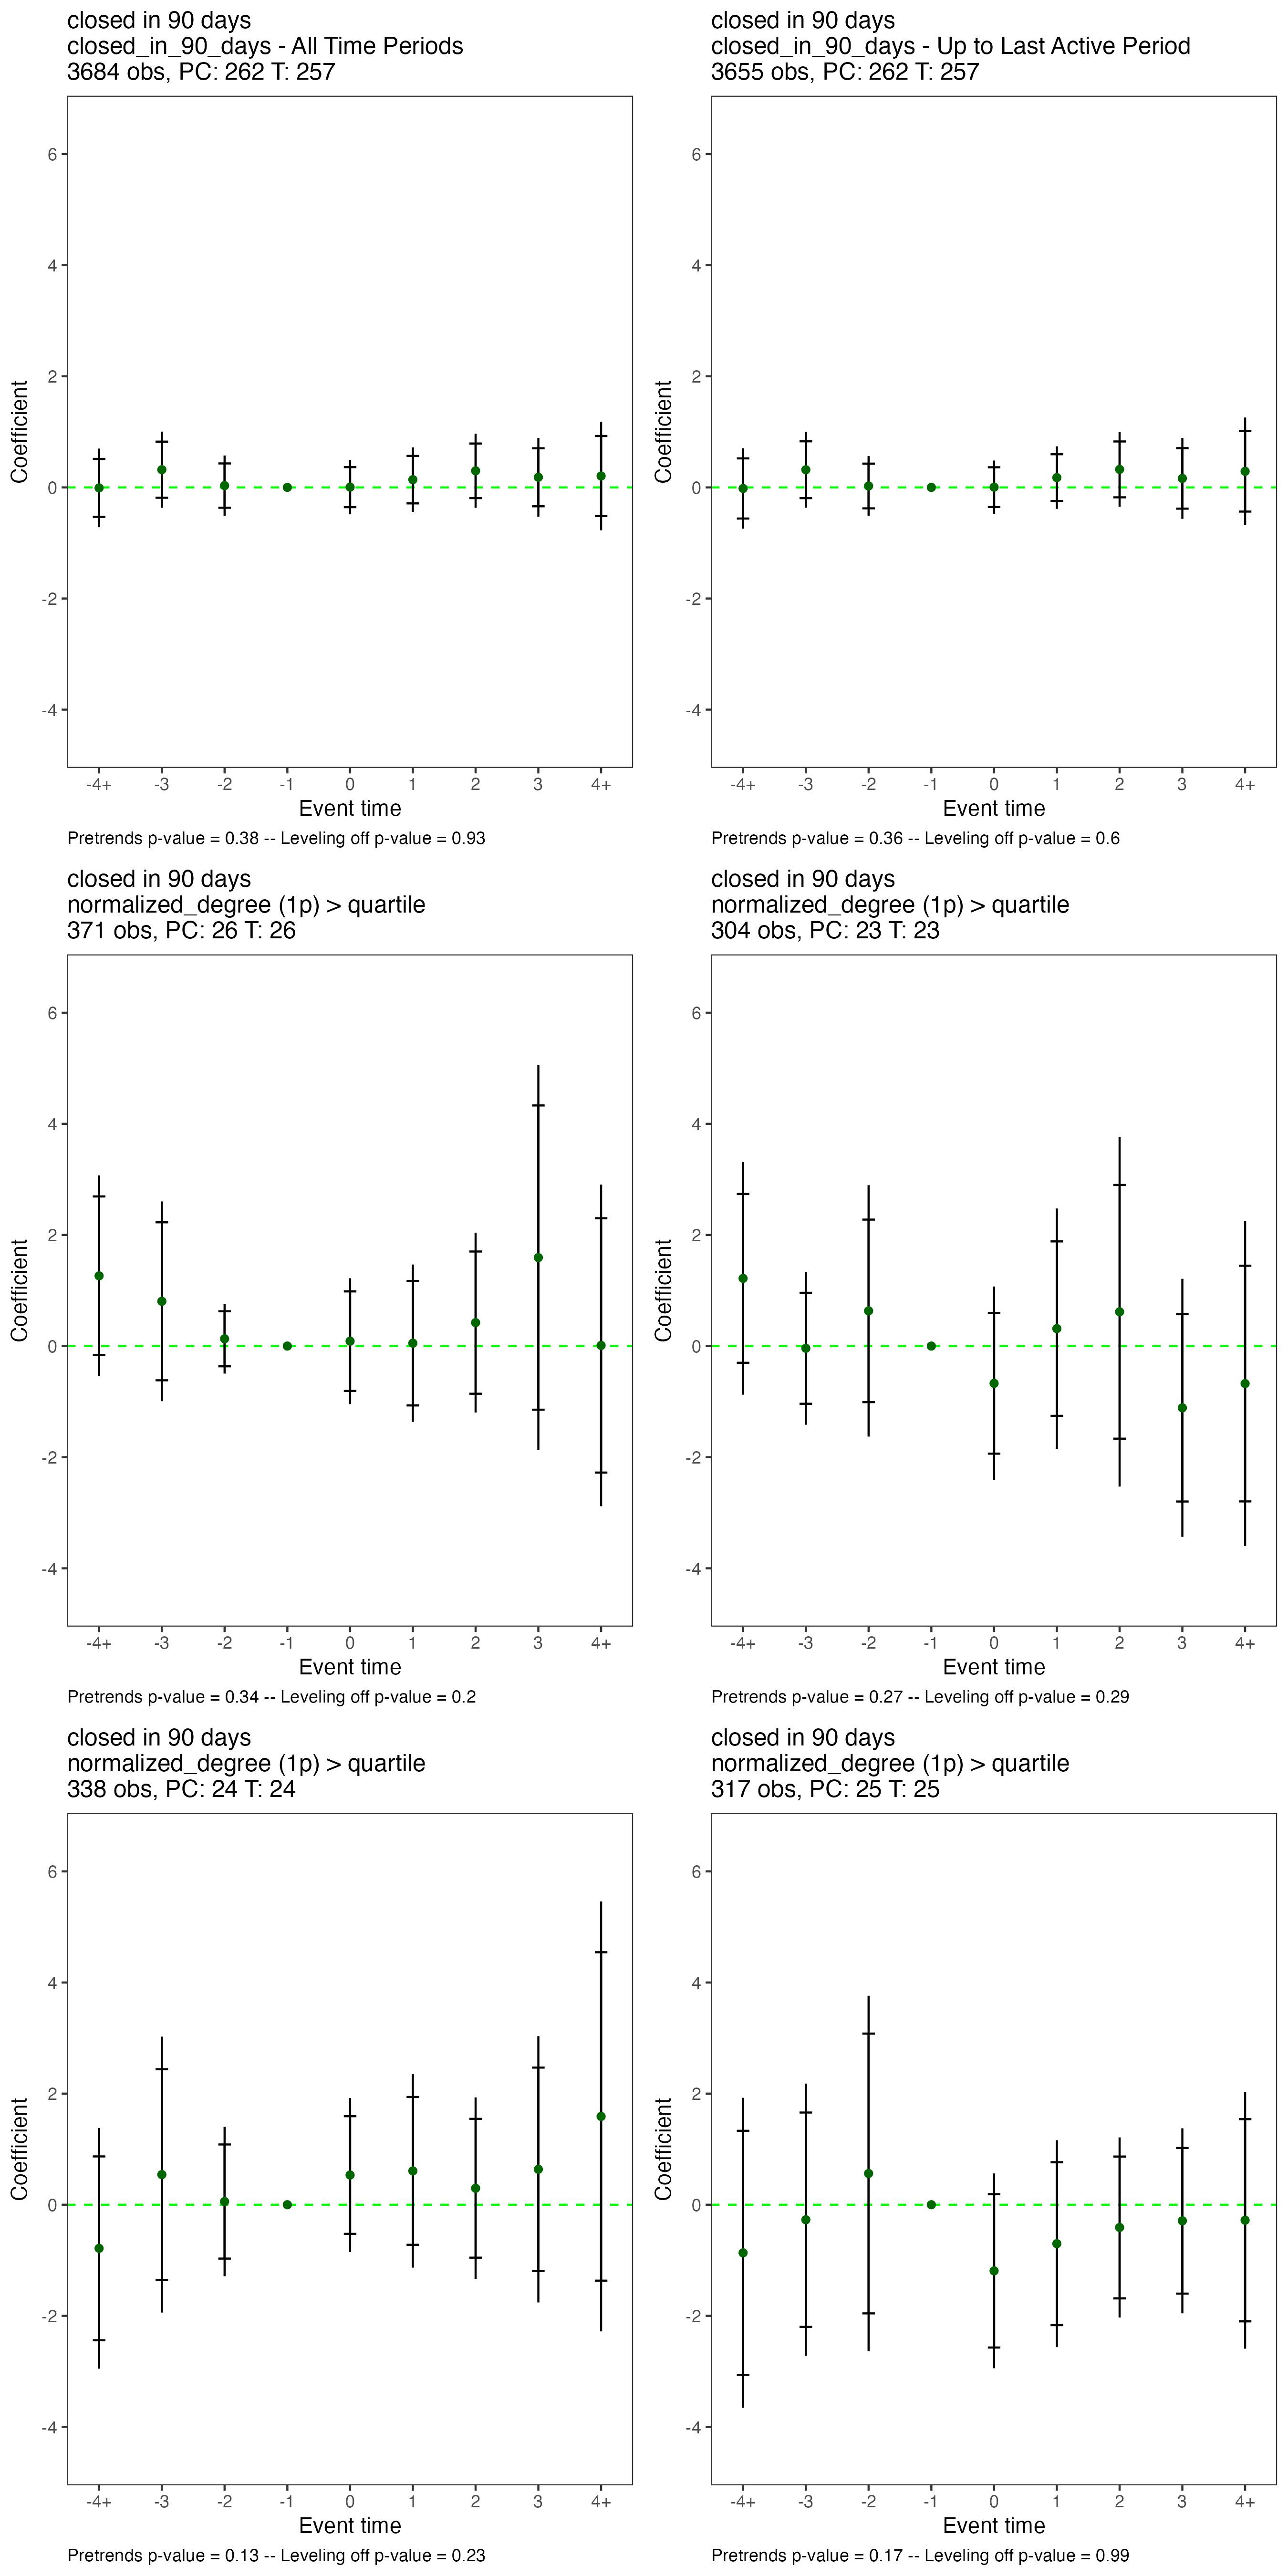 closed in 90 days
closed_in_90_days - All Time Periods
3684 obs, PC: 262 T: 257
6
4
2
0
-2
-4
Coefficient
-4+ -3 -2 -1 0 1 2 3 4+
Event time
Pretrends p-value = 0.38 -- Leveling off p-value = 0.93
closed in 90 days
closed_in_90_days - Up to Last Active Period
3655 obs, PC: 262 T: 257
6
4
2
0
-2
-4
Coefficient
-4+ -3 -2 -1 0 1 2 3 4+
Event time
Pretrends p-value = 0.36 -- Leveling off p-value = 0.6
closed in 90 days
normalized_degree (1p) > quartile
371 obs, PC: 26 T: 26
6
4
2
0
-2
-4
Coefficient
-4+ -3 -2 -1 0 1 2 3 4+
Event time
Pretrends p-value = 0.34 -- Leveling off p-value = 0.2
closed in 90 days
normalized_degree (1p) > quartile
304 obs, PC: 23 T: 23
6
4
2
0
-2
-4
Coefficient
-4+ -3 -2 -1 0 1 2 3 4+
Event time
Pretrends p-value = 0.27 -- Leveling off p-value = 0.29
closed in 90 days
normalized_degree (1p) > quartile
338 obs, PC: 24 T: 24
6
4
2
0
-2
-4
Coefficient
-4+ -3 -2 -1 0 1 2 3 4+
Event time
Pretrends p-value = 0.13 -- Leveling off p-value = 0.23
closed in 90 days
normalized_degree (1p) > quartile
317 obs, PC: 25 T: 25
6
4
2
0
-2
-4
Coefficient
-4+ -3 -2 -1 0 1 2 3 4+
Event time
Pretrends p-value = 0.17 -- Leveling off p-value = 0.99